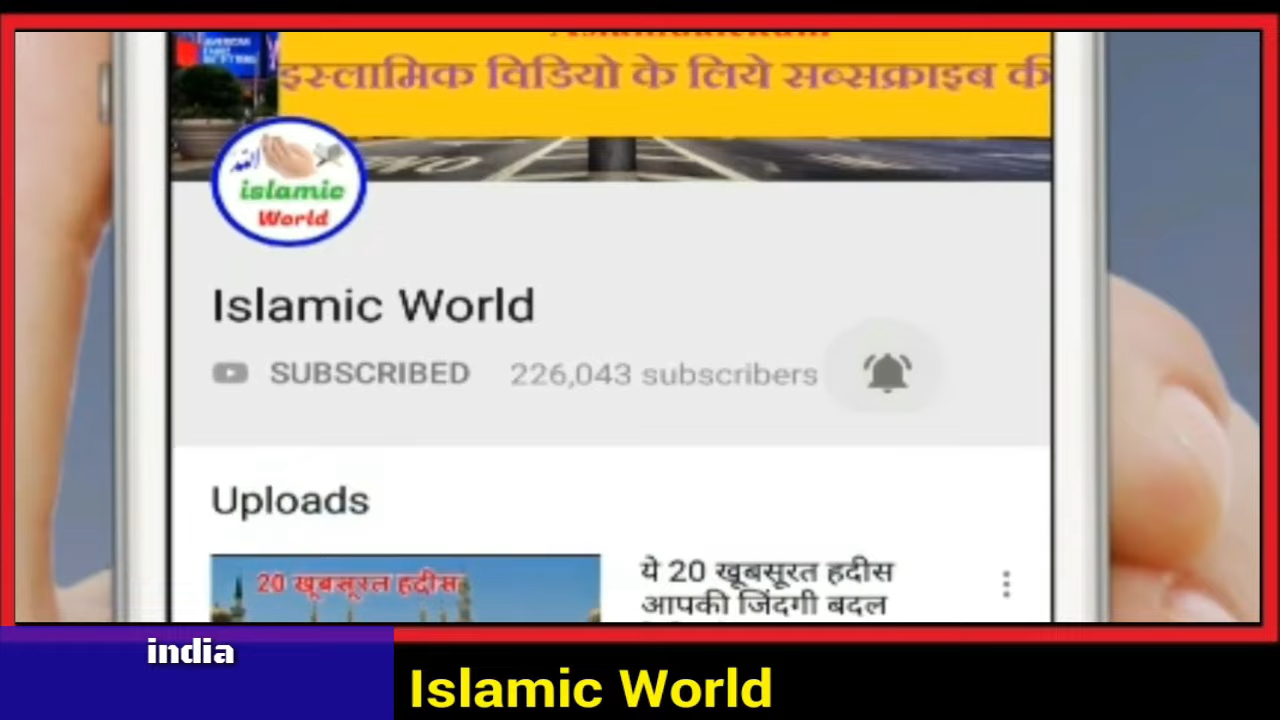 इस्लामिक विडियो के लिये सब्सक्राइब की
الله
islamic
World
Islamic World
SUBSCRIBED 226,043 subscribers
Uploads
20 खूबसूरत हदीस
ये 20 खूबसूरत हदीस
आपकी जिंदगी बदल
india
Islamic World